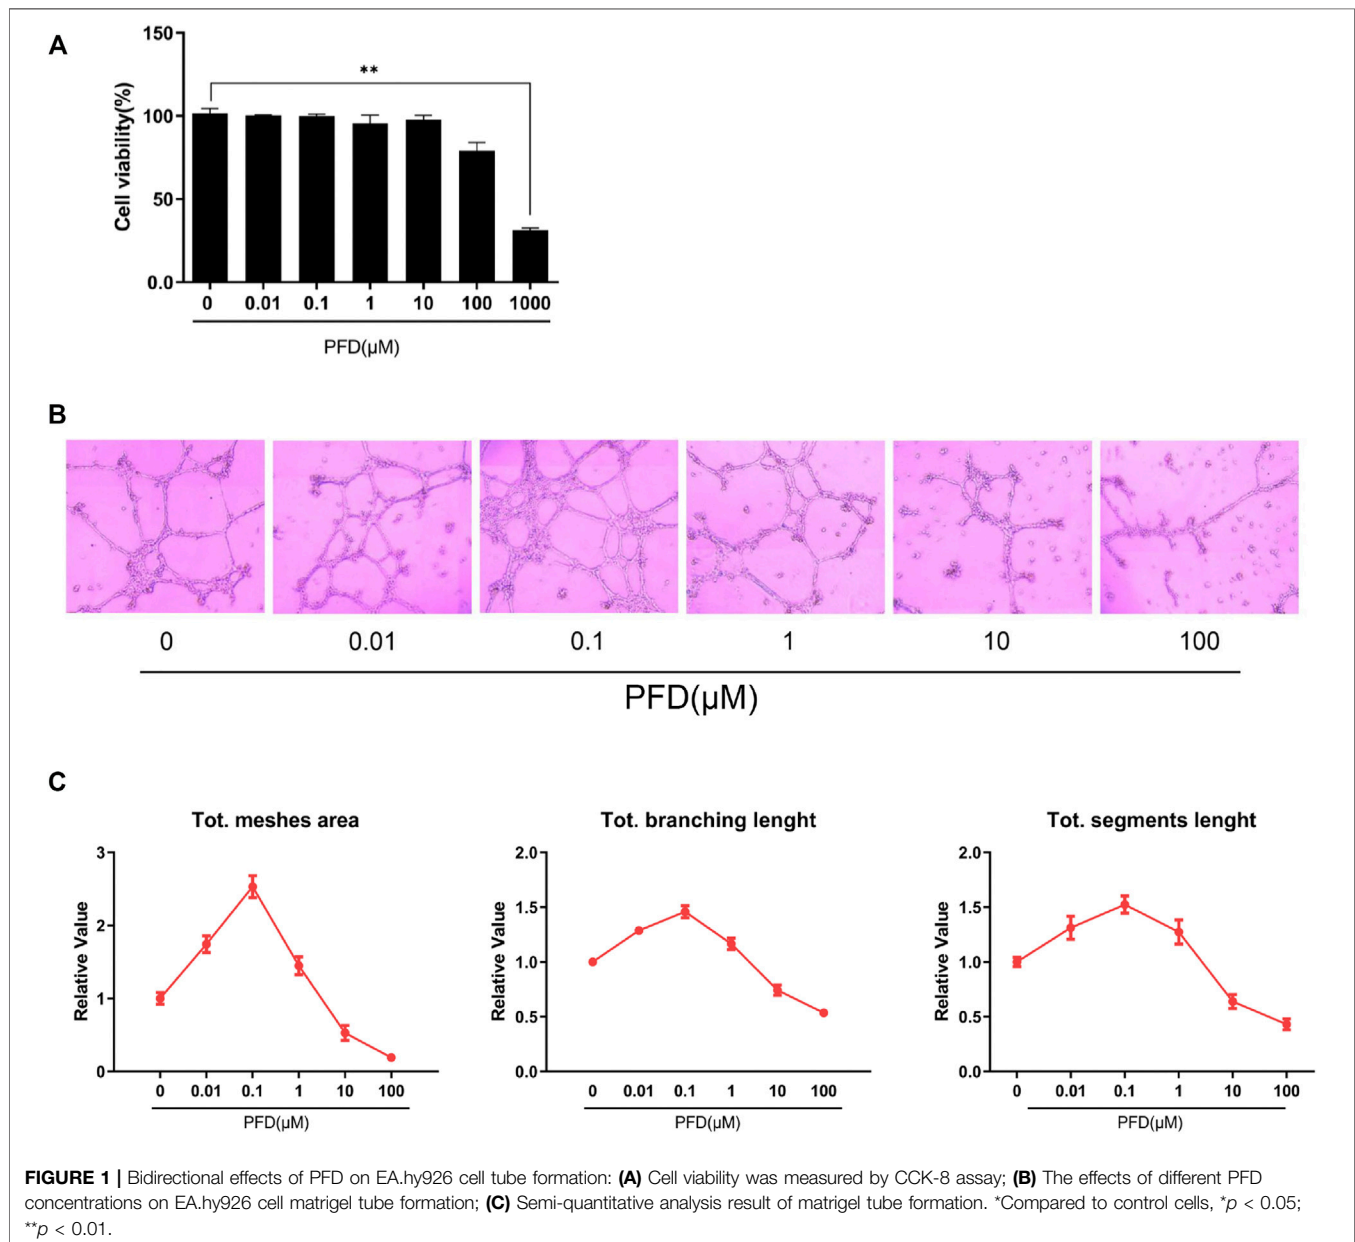 A
150
100
50
0.0
Cell viability(%)
**
0 0.01 0.1 1 10 100 1000
PFD(µM)
B
0 0.01 0.1 1 10 100
PFD(µM)
C
Tot. meshes area
3
2
1
0
Relative Value
0 0.01 0.1 1 10 100
PFD(µM)
Tot. branching lenght
2.0
1.5
1.0
0.5
0.0
Relative Value
0 0.01 0.1 1 10 100
PFD(µM)
Tot. segments lenght
2.0
1.5
1.0
0.5
0.0
Relative Value
0 0.01 0.1 1 10 100
PFD(µM)
FIGURE 1 | Bidirectional effects of PFD on EA.hy926 cell tube formation: (A) Cell viability was measured by CCK-8 assay; (B) The effects of different PFD
concentrations on EA.hy926 cell matrigel tube formation; (C) Semi-quantitative analysis result of matrigel tube formation. *Compared to control cells, *p < 0.05;
**p < 0.01.